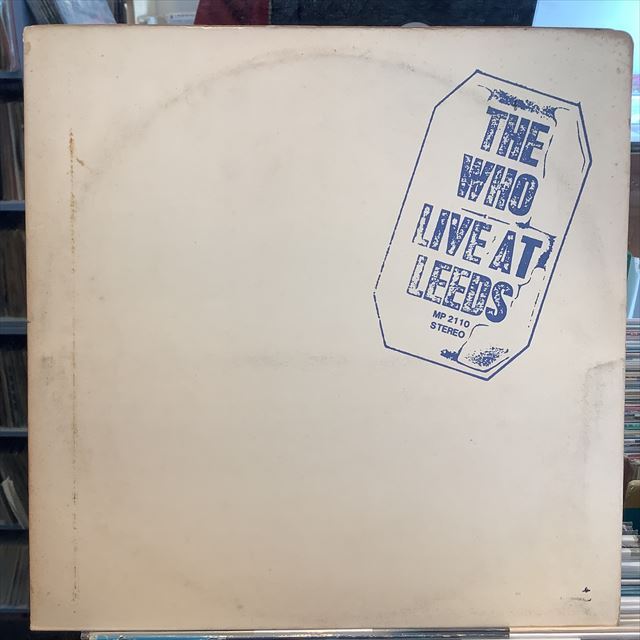 THE
WHO
LIVE AT
LEEDS
MP 2110
STEREO